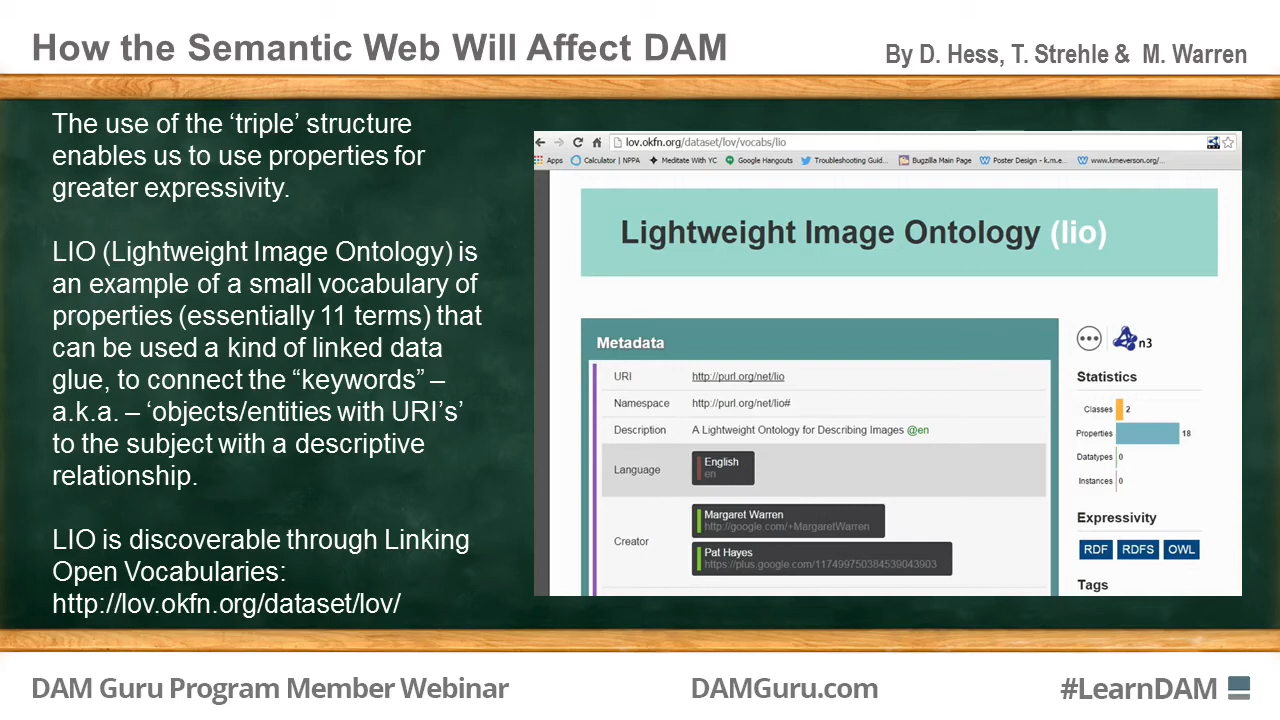 How the Semantic Web Will Affect DAM
By D. Hess, T. Strehle & M. Warren
The use of the ‘triple’ structure
enables us to use properties for
greater expressivity.
LIO (Lightweight Image Ontology) is
an example of a small vocabulary of
properties (essentially 11 terms) that
can be used a kind of linked data
glue, to connect the “keywords” –
a.k.a. – ‘objects/entities with URI’s’
to the subject with a descriptive
relationship.
LIO is discoverable through Linking
Open Vocabularies:
http://lov.okfn.org/dataset/lov/
lov.okfn.org/dataset/lov/vocabs/lio
Apps Calculator | NPPA Meditate With YC Google Hangouts Troubleshooting Guid... Bugzilla Main Page Poster Design - k.m.e... www.kmeverson.org/...
Lightweight Image Ontology (lio)
Metadata
URI http://purl.org/net/lio
Namespace http://purl.org/net/lio#
Description A Lightweight Ontology for Describing Images @en
Language English
en
Creator
Margaret Warren
http://google.com/+MargaretWarren
Pat Hayes
https://plus.google.com/117499750384539043903
n3
Statistics
Classes 2
Properties 18
Datatypes 0
Instances 0
Expressivity
RDF RDFS OWL
Tags
DAM Guru Program Member Webinar
DAMGuru.com
#LearnDAM